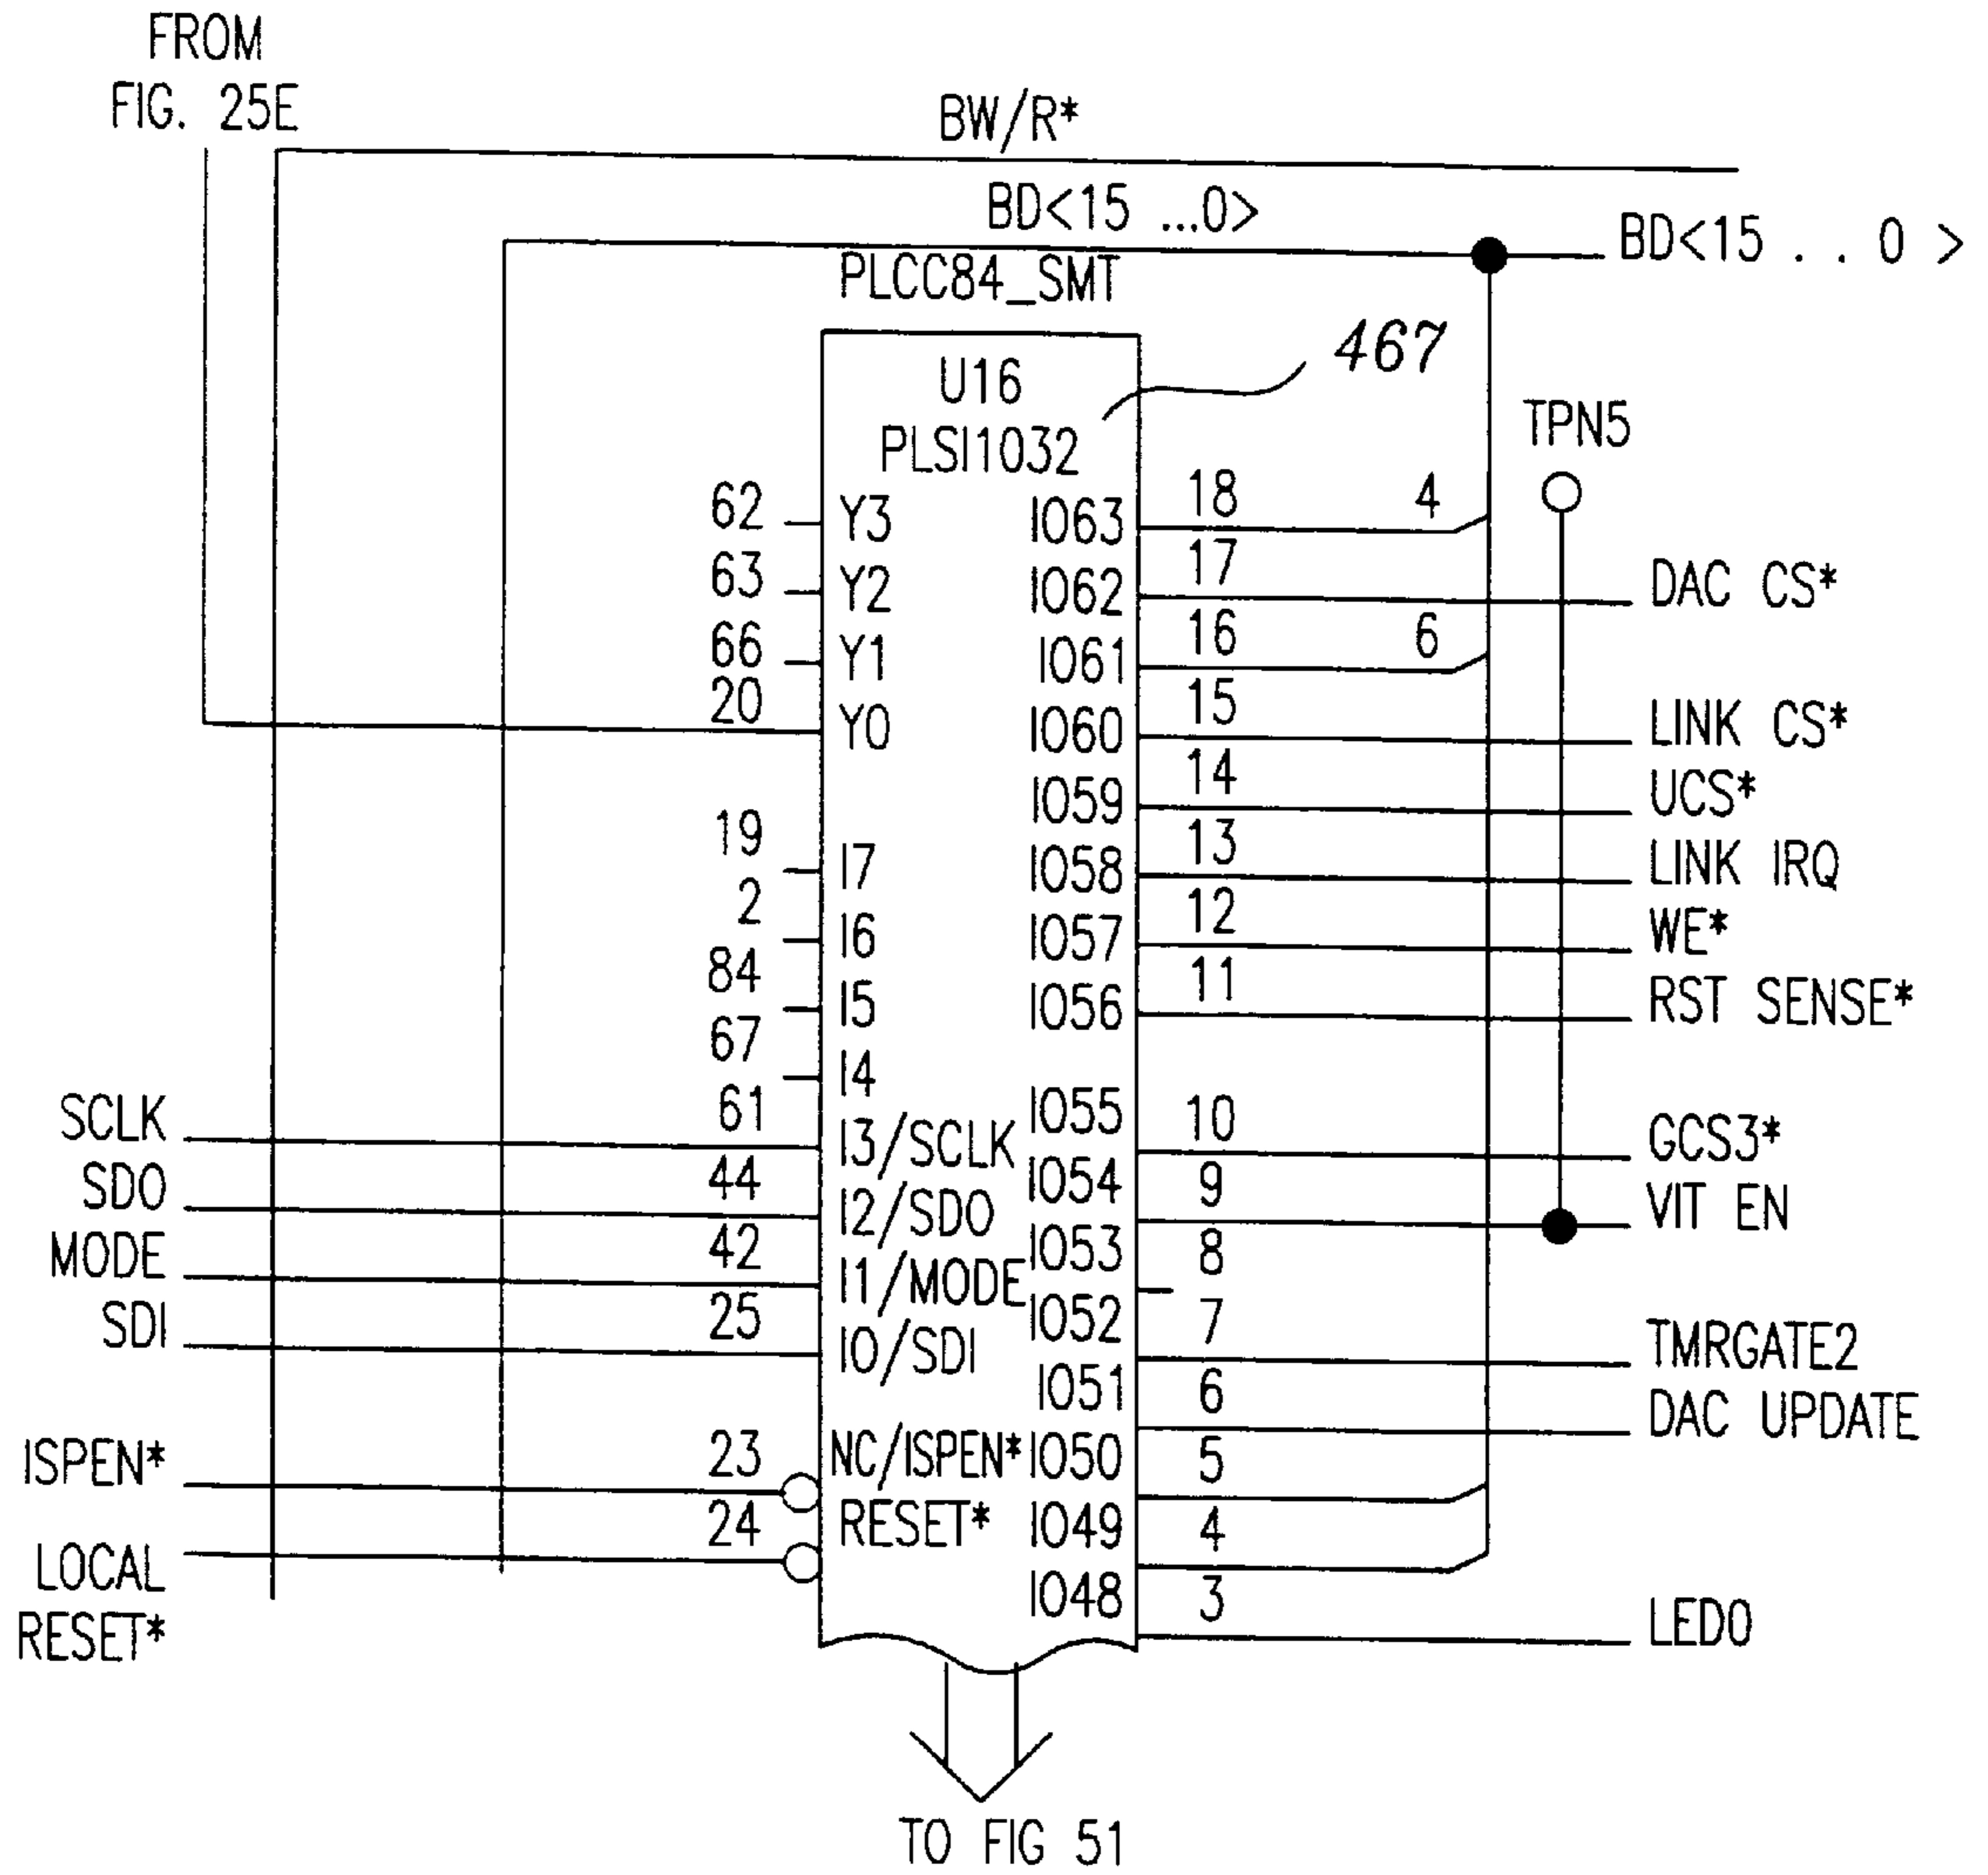 FROM
FIG. 25E
BW/R*
BD<15 ...0>
BD<15 . . 0 >
PLCC84_SMT
U16
PLSI1032
467
TPN5
62 Y3
63 Y2
66 Y1
20 Y0
19 I7
2 I6
84 I5
67 I4
SCLK 61 I3/SCLK
SDO 44 I2/SDO
MODE 42 I1/MODE
SDI 25 I0/SDI
ISPEN* 23 NC/ISPEN*
LOCAL
RESET*
24 RESET*
IO63 18 4
IO62 17 DAC CS*
IO61 16 6
IO60 15 LINK CS*
IO59 14 UCS*
IO58 13 LINK IRQ
IO57 12 WE*
IO56 11 RST SENSE*
IO55 10 GCS3*
IO54 9 VIT EN
IO53 8
IO52 7 TMRGATE2
IO51 6 DAC UPDATE
IO50 5
IO49 4
IO48 3 LED0
TO FIG 51